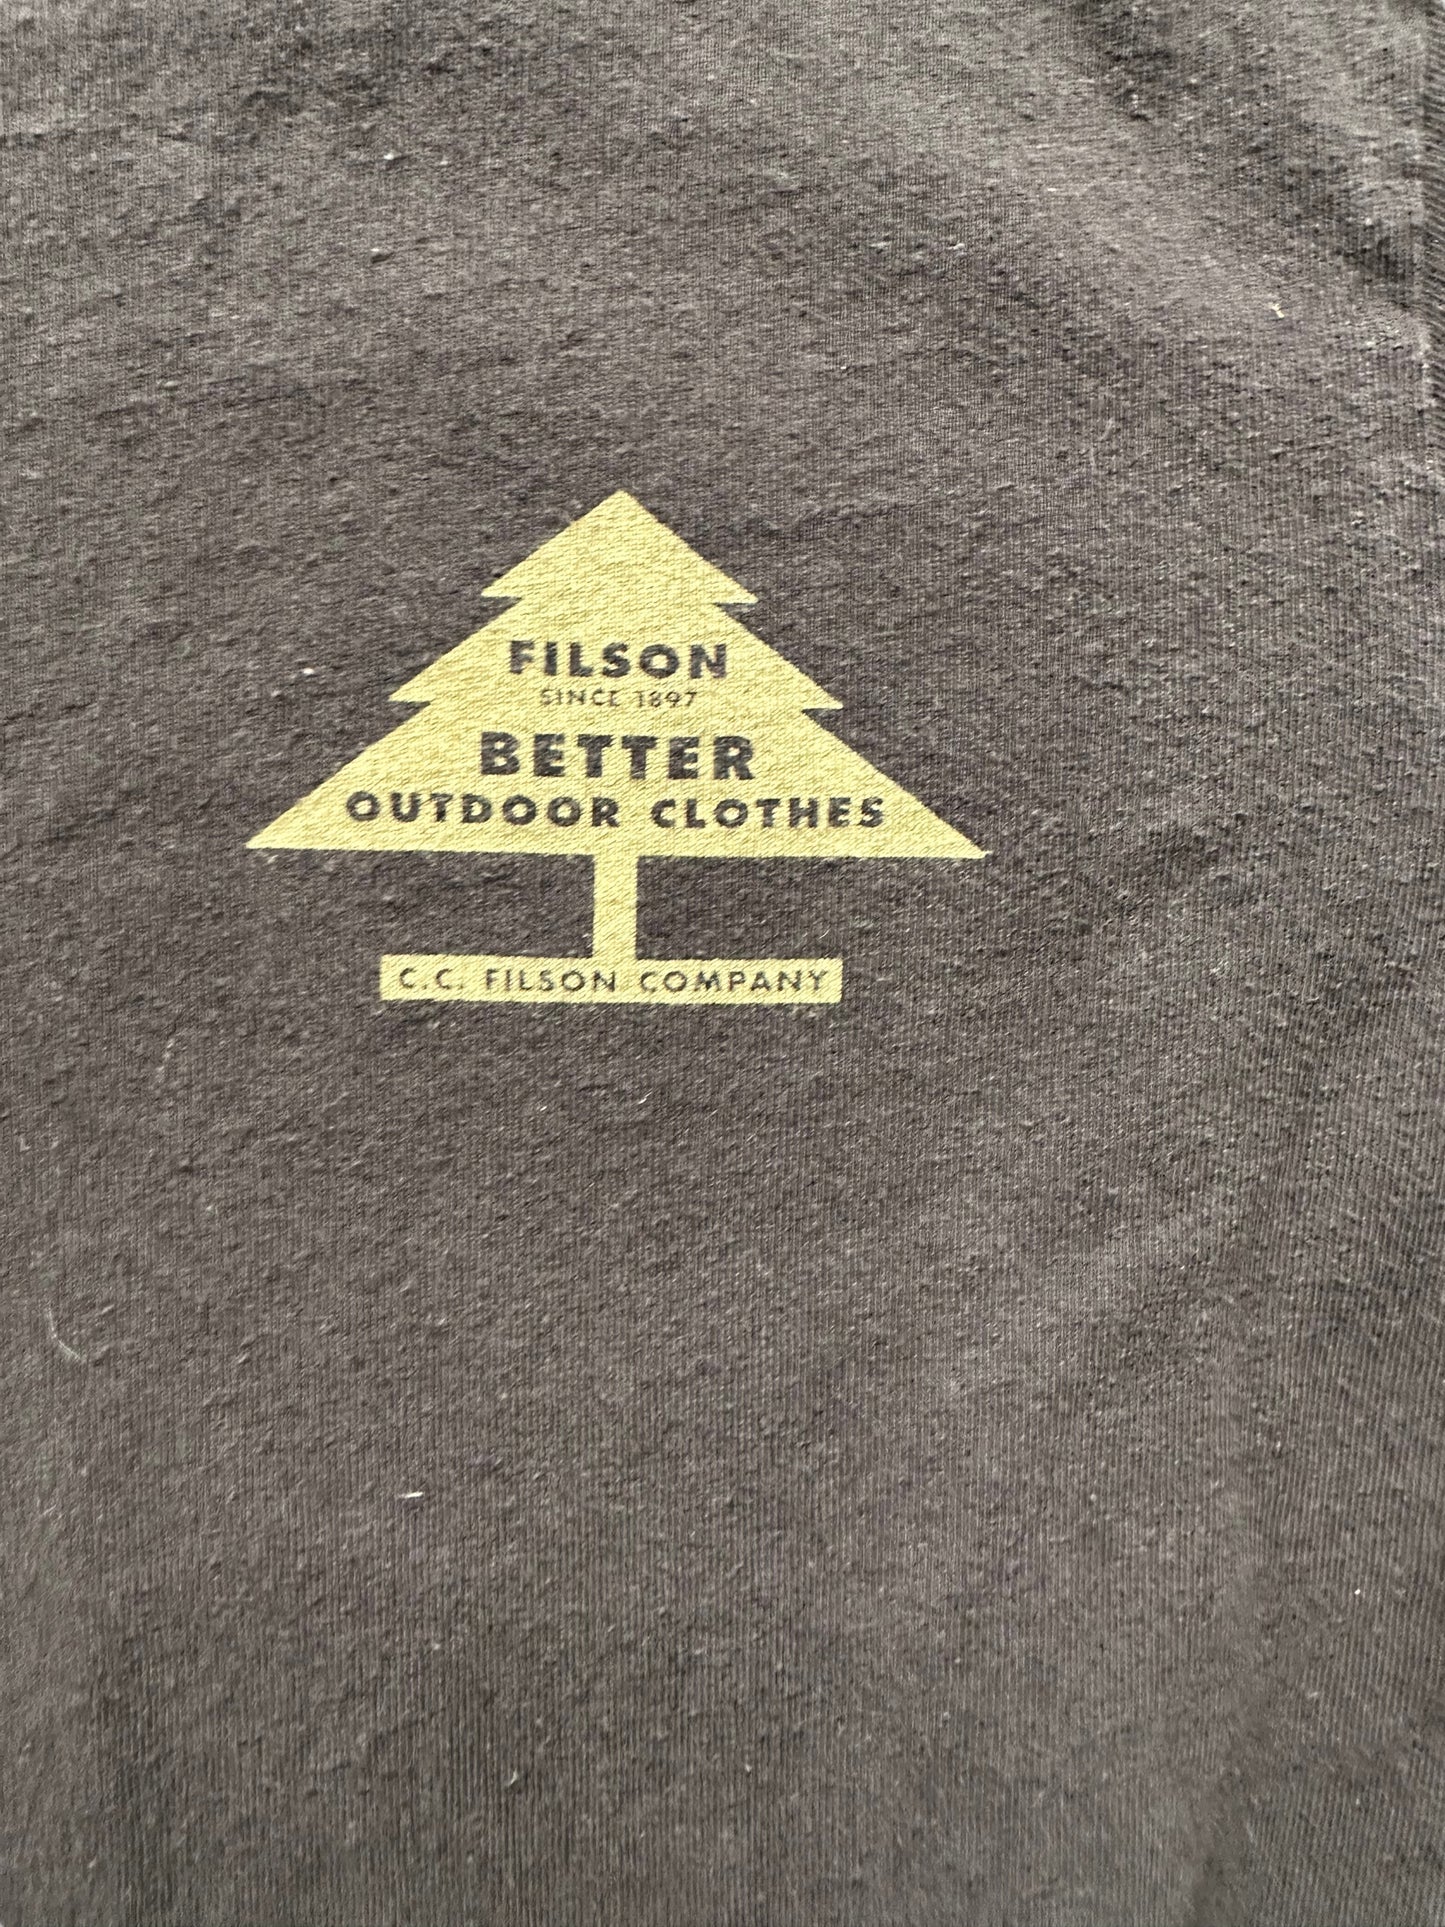 FILSON
SINCE 1897
BETTER
OUTDOOR CLOTHES
C.C. FILSON COMPANY